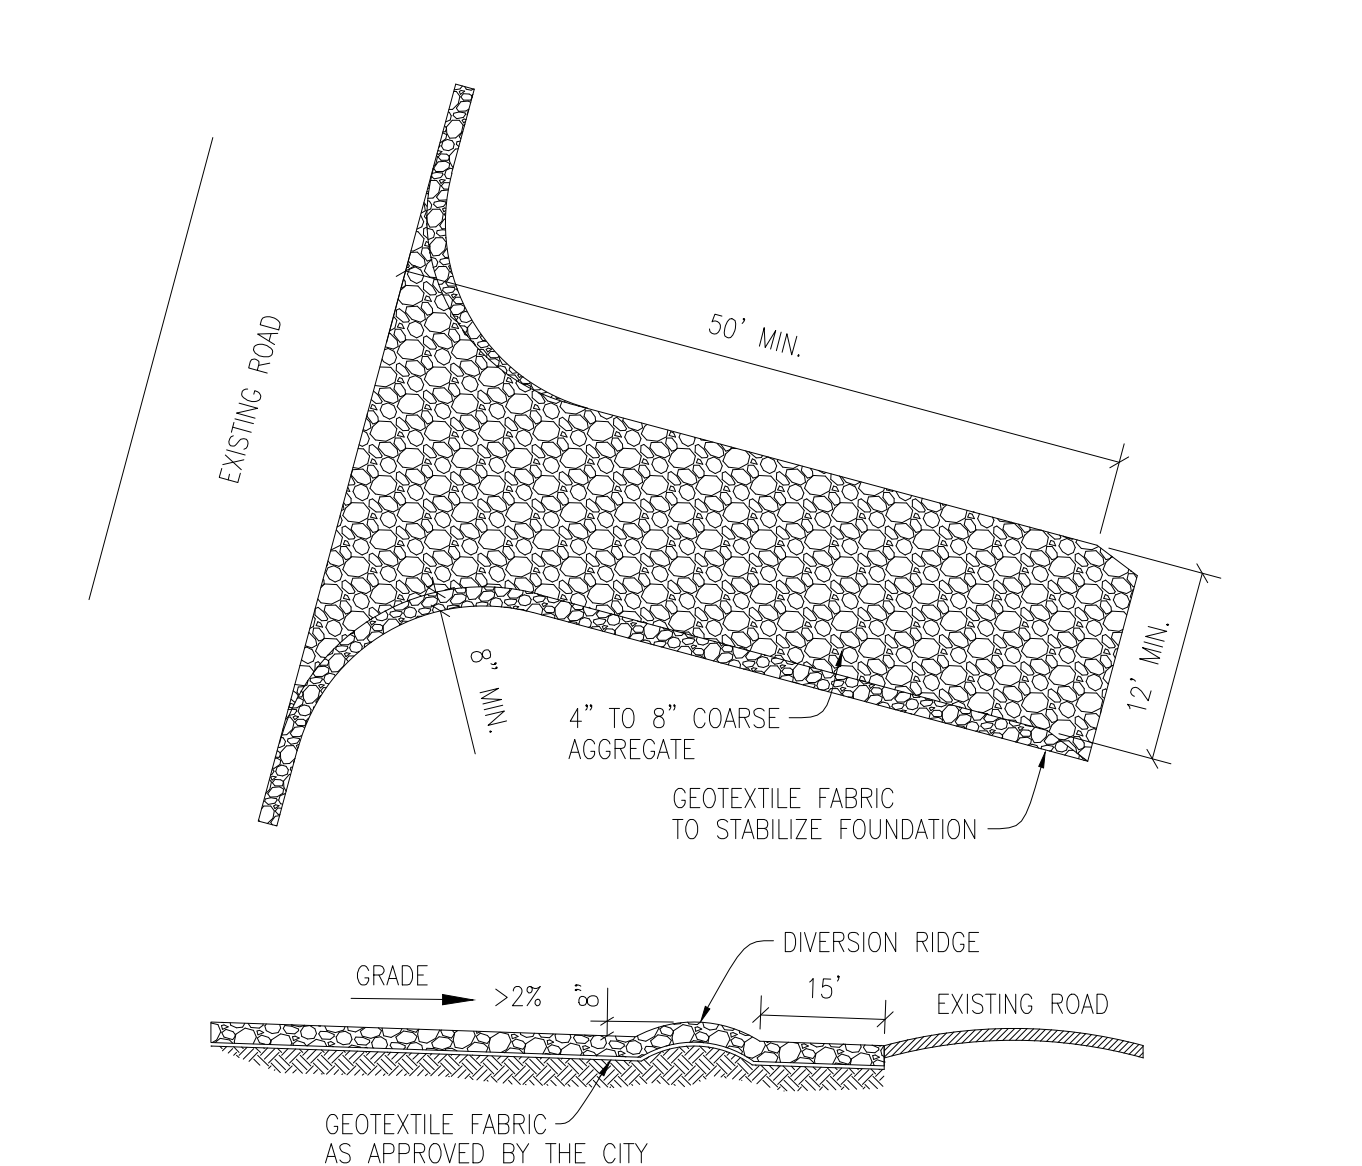 50' MIN.
EXISTING ROAD
12' MIN.
8" MIN.
4" TO 8" COARSE
AGGREGATE
GEOTEXTILE FABRIC
TO STABILIZE FOUNDATION
DIVERSION RIDGE
GRADE
>2%
8"
15'
EXISTING ROAD
GEOTEXTILE FABRIC
AS APPROVED BY THE CITY